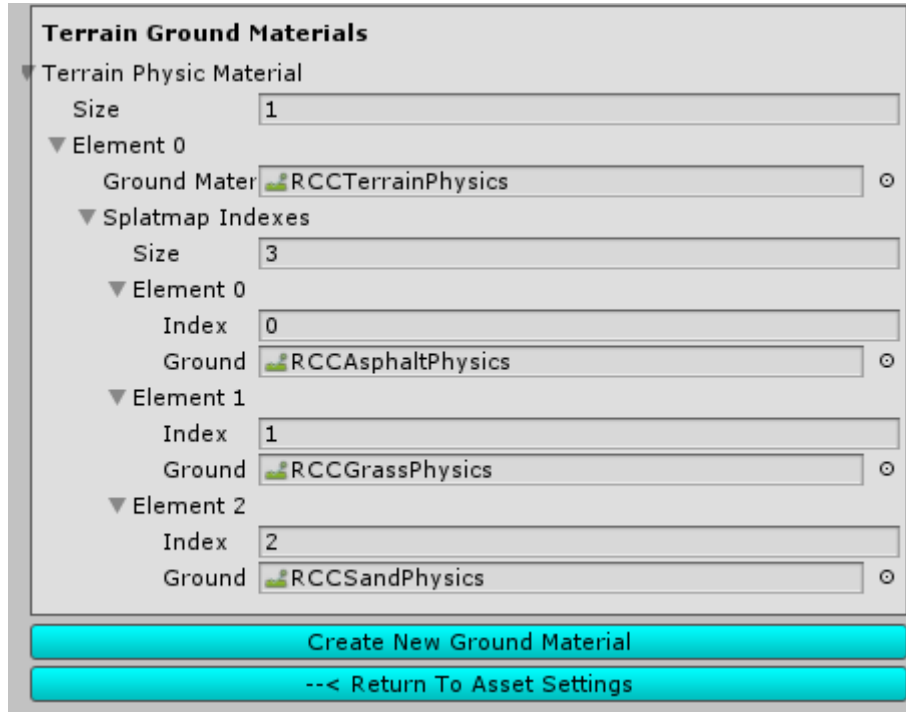 Terrain Ground Materials
Terrain Physic Material
Size 1
Element 0
Ground Mater RCCTerrainPhysics
Splatmap Indexes
Size 3
Element 0
Index 0
Ground RCCAsphaltPhysics
Element 1
Index 1
Ground RCCGrassPhysics
Element 2
Index 2
Ground RCCSandPhysics
Create New Ground Material
--< Return To Asset Settings